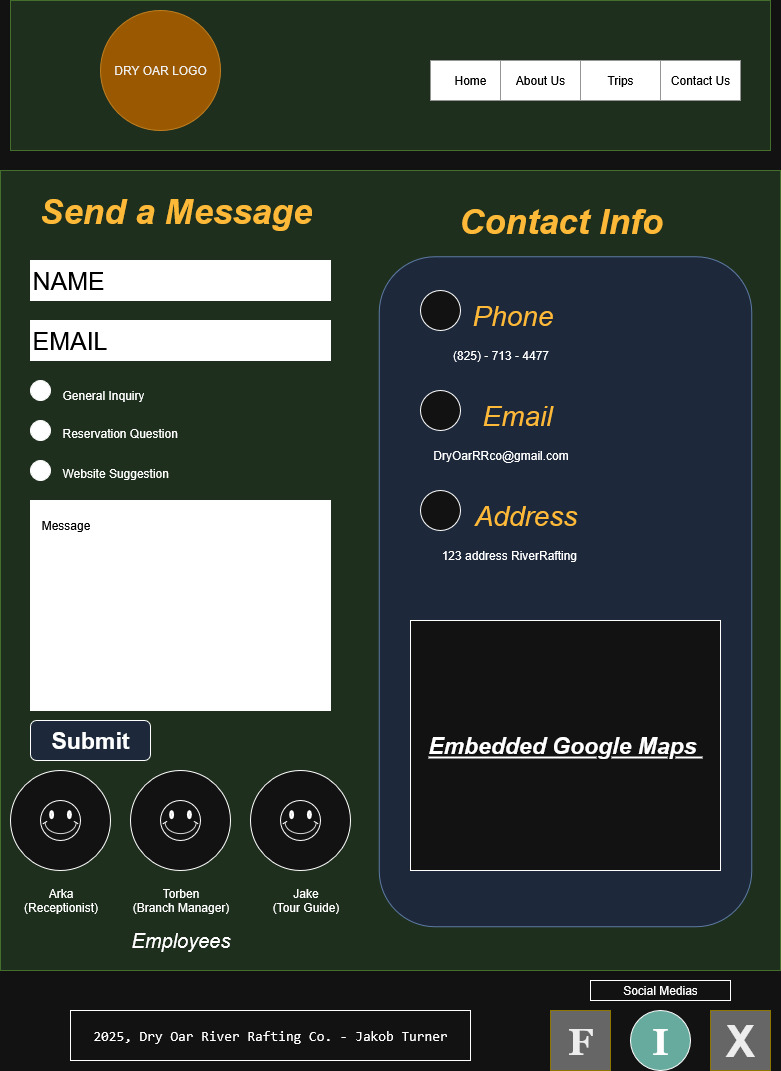 DRY OAR LOGO
Home
About Us
Trips
Contact Us
Send a Message
NAME
EMAIL
General Inquiry
Reservation Question
Website Suggestion
Message
Submit
Arka
(Receptionist)
Torben
(Branch Manager)
Jake
(Tour Guide)
Employees
Contact Info
Phone
(825) - 713 - 4477
Email
DryOarRRco@gmail.com
Address
123 address RiverRafting
Embedded Google Maps
2025, Dry Oar River Rafting Co. - Jakob Turner
Social Medias
F
I
X